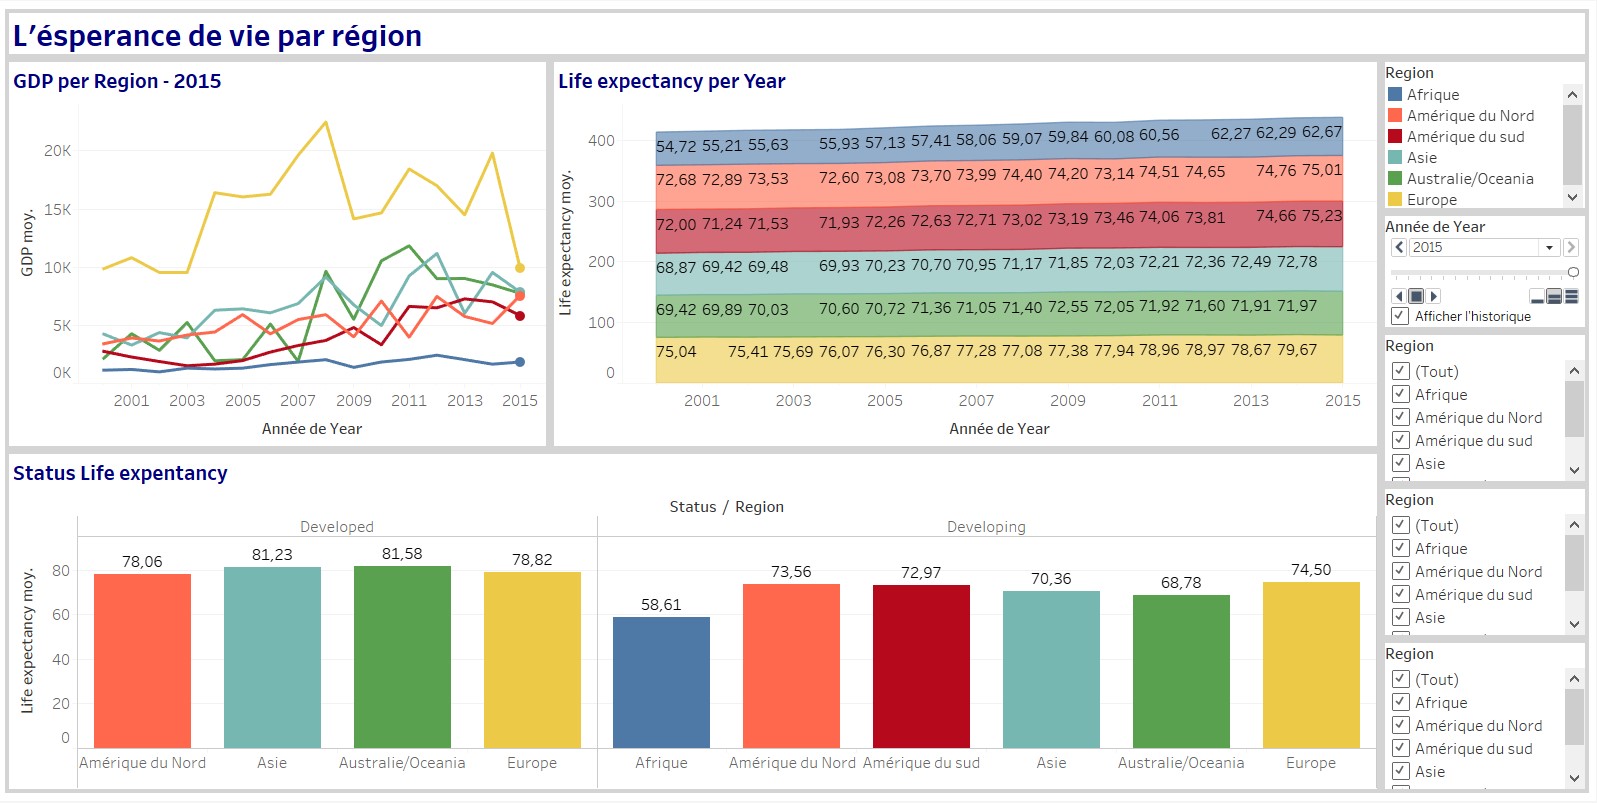 L'ésperance de vie par région
GDP per Region - 2015
GDP moy.
20K
15K
10K
5K
0K
2001 2003 2005 2007 2009 2011 2013 2015
Année de Year
Life expectancy per Year
Life expectancy moy.
400
300
200
100
0
54,72 55,21 55,63 55,93 57,13 57,41 58,06 59,07 59,84 60,08 60,56 62,27 62,29 62,67
72,68 72,89 73,53 72,60 73,08 73,70 73,99 74,40 74,20 73,14 74,51 74,65 74,76 75,01
72,00 71,24 71,53 71,93 72,26 72,63 72,71 73,02 73,19 73,46 74,06 73,81 74,66 75,23
68,87 69,42 69,48 69,93 70,23 70,70 70,95 71,17 71,85 72,03 72,21 72,36 72,49 72,78
69,42 69,89 70,03 70,60 70,72 71,36 71,05 71,40 72,55 72,05 71,92 71,60 71,91 71,97
75,04 75,41 75,69 76,07 76,30 76,87 77,28 77,08 77,38 77,94 78,96 78,97 78,67 79,67
2001 2003 2005 2007 2009 2011 2013 2015
Année de Year
Status Life expentancy
Status / Region
Developed
Developing
Life expectancy moy.
80
60
40
20
0
78,06 81,23 81,58 78,82 58,61 73,56 72,97 70,36 68,78 74,50
Amérique du Nord Asie Australie/Oceania Europe Afrique Amérique du Nord Amérique du sud Asie Australie/Oceania Europe
Region
Afrique
Amérique du Nord
Amérique du sud
Asie
Australie/Oceania
Europe
Année de Year
2015
Afficher l'historique
Region
(Tout)
Afrique
Amérique du Nord
Amérique du sud
Asie
Region
(Tout)
Afrique
Amérique du Nord
Amérique du sud
Asie
Region
(Tout)
Afrique
Amérique du Nord
Amérique du sud
Asie